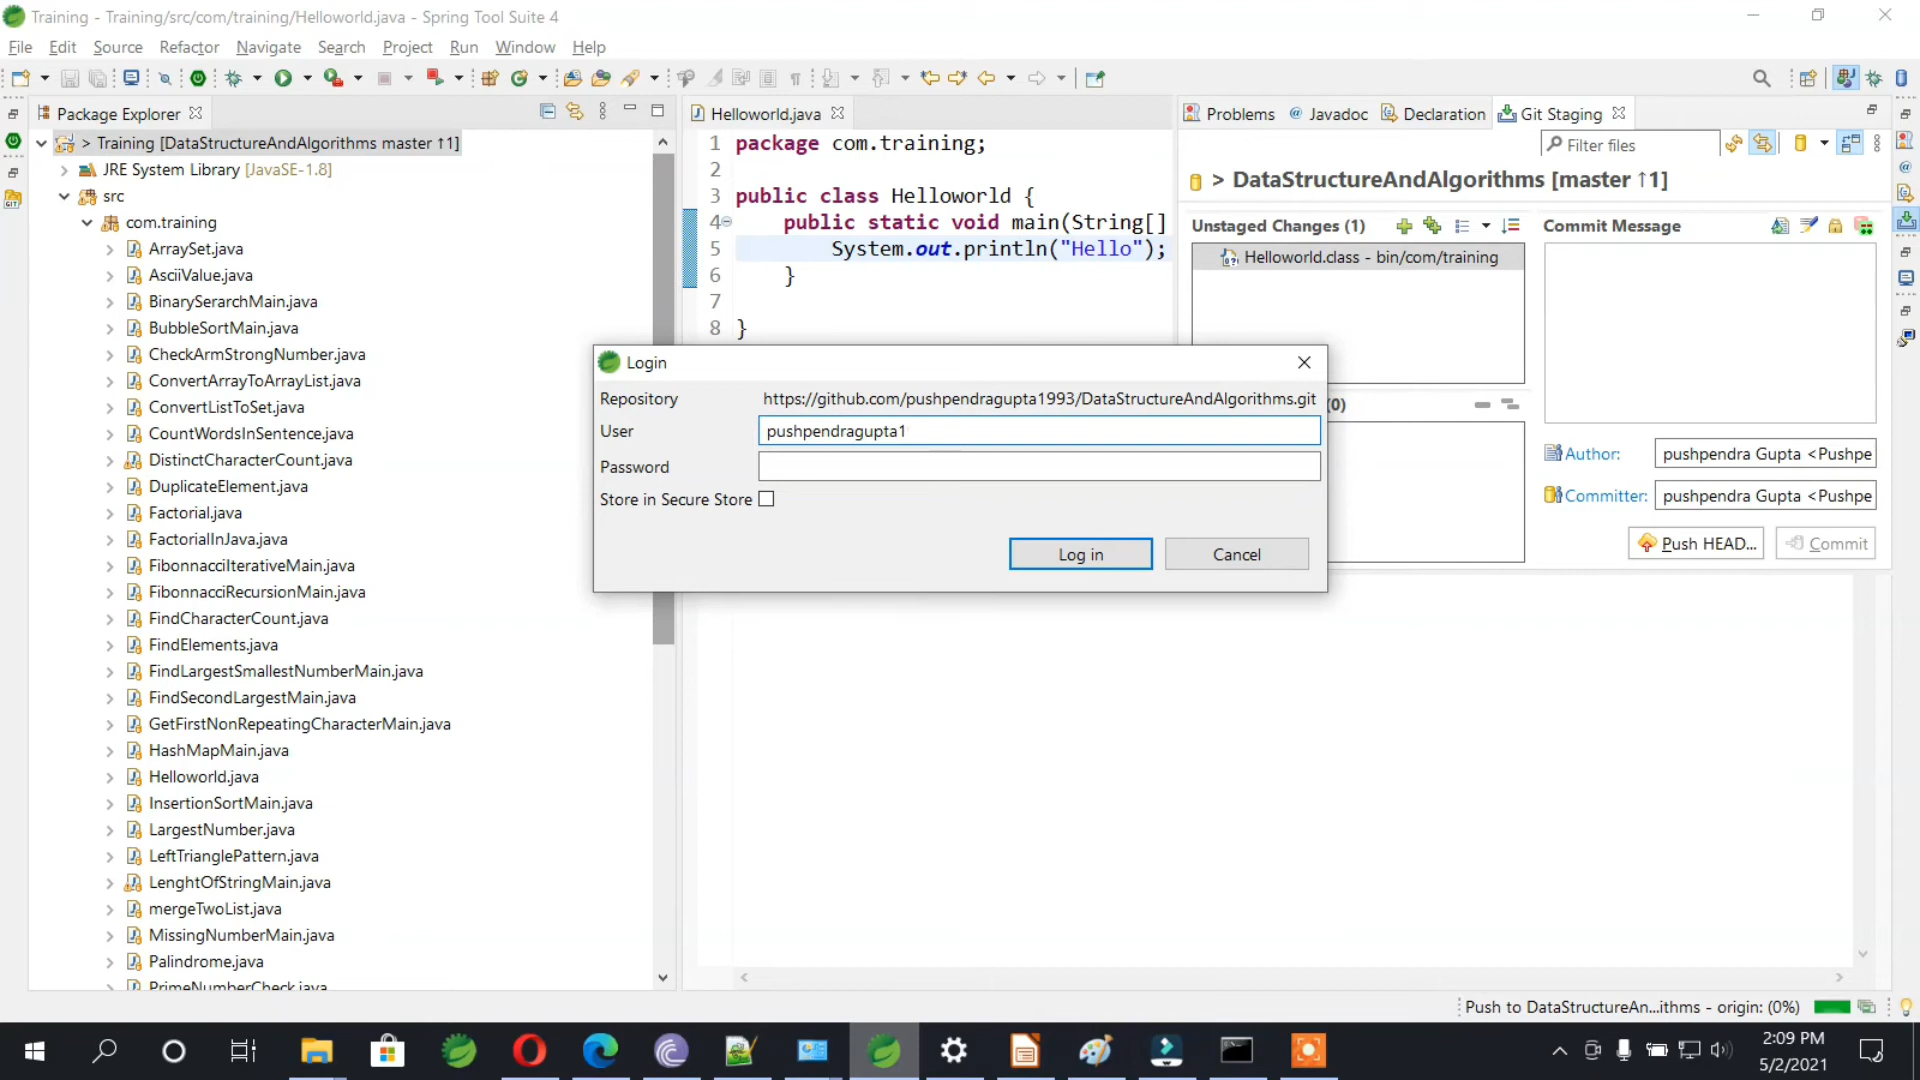 Training - Training/src/com/training/Helloworld.java - Spring Tool Suite 4
File Edit Source Refactor Navigate Search Project Run Window Help
Package Explorer
> Training [DataStructureAndAlgorithms master ↑1]
JRE System Library [JavaSE-1.8]
src
com.training
ArraySet.java
AsciiValue.java
BinarySerarchMain.java
BubbleSortMain.java
CheckArmStrongNumber.java
ConvertArrayToArrayList.java
ConvertListToSet.java
CountWordsInSentence.java
DistinctCharacterCount.java
DuplicateElement.java
Factorial.java
FactorialInJava.java
FibonnacciIterativeMain.java
FibonnacciRecursionMain.java
FindCharacterCount.java
FindElements.java
FindLargestSmallestNumberMain.java
FindSecondLargestMain.java
GetFirstNonRepeatingCharacterMain.java
HashMapMain.java
Helloworld.java
InsertionSortMain.java
LargestNumber.java
LeftTrianglePattern.java
LenghtOfStringMain.java
mergeTwoList.java
MissingNumberMain.java
Palindrome.java
PrimeNumberCheck.java
Helloworld.java
1 package com.training;
2
3 public class Helloworld {
4 public static void main(String[]
5 System.out.println("Hello");
6 }
7
8 }
Problems @ Javadoc Declaration Git Staging
Filter files
> DataStructureAndAlgorithms [master ↑1]
Unstaged Changes (1)
Helloworld.class - bin/com/training
(0)
Commit Message
Author: pushpendra Gupta <Pushpe
Committer: pushpendra Gupta <Pushpe
Push HEAD...
Commit
Login
Repository https://github.com/pushpendragupta1993/DataStructureAndAlgorithms.git
User pushpendragupta1
Password
Store in Secure Store
Log in
Cancel
Push to DataStructureAn...ithms - origin: (0%)
2:09 PM
5/2/2021